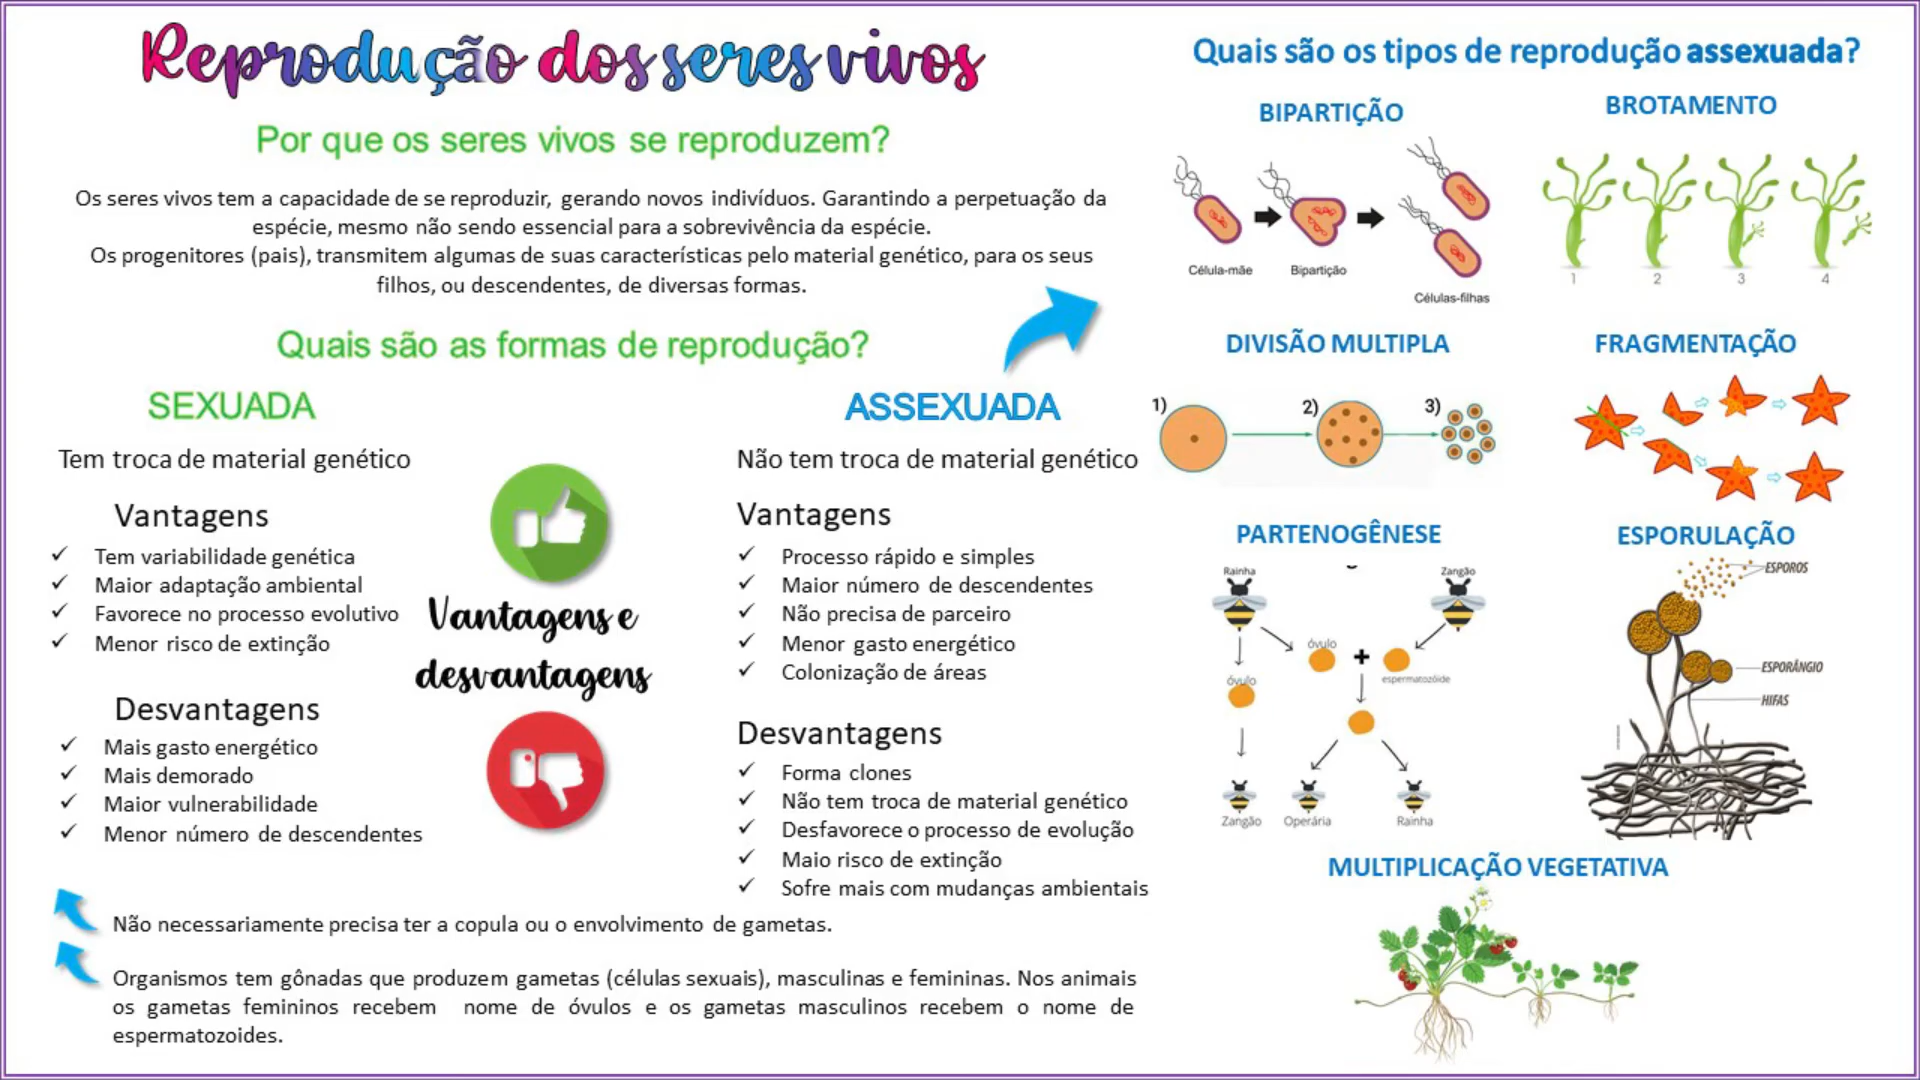 Reprodução dos seres vivos
Por que os seres vivos se reproduzem?
Os seres vivos tem a capacidade de se reproduzir, gerando novos indivíduos. Garantindo a perpetuação da
espécie, mesmo não sendo essencial para a sobrevivência da espécie.
Os progenitores (pais), transmitem algumas de suas características pelo material genético, para os seus
filhos, ou descendentes, de diversas formas.
Quais são as formas de reprodução?
SEXUADA
Tem troca de material genético
Vantagens
✓ Tem variabilidade genética
✓ Maior adaptação ambiental
✓ Favorece no processo evolutivo
✓ Menor risco de extinção
Desvantagens
✓ Mais gasto energético
✓ Mais demorado
✓ Maior vulnerabilidade
✓ Menor número de descendentes
Vantagens e
desvantagens
ASSEXUADA
Não tem troca de material genético
Vantagens
✓ Processo rápido e simples
✓ Maior número de descendentes
✓ Não precisa de parceiro
✓ Menor gasto energético
✓ Colonização de áreas
Desvantagens
✓ Forma clones
✓ Não tem troca de material genético
✓ Desfavorece o processo de evolução
✓ Maio risco de extinção
✓ Sofre mais com mudanças ambientais
Não necessariamente precisa ter a copula ou o envolvimento de gametas.
Organismos tem gônadas que produzem gametas (células sexuais), masculinas e femininas. Nos animais
os gametas femininos recebem nome de óvulos e os gametas masculinos recebem o nome de
espermatozoides.
Quais são os tipos de reprodução assexuada?
BIPARTIÇÃO
Célula-mãe
Bipartição
Células-filhas
BROTAMENTO
1 2 3 4
DIVISÃO MULTIPLA
1) 2) 3)
FRAGMENTAÇÃO
PARTENOGÊNESE
Rainha Zangão
óvulo + espermatozóide
óvulo
Zangão Operária Rainha
ESPORULAÇÃO
ESPOROS
ESPORÂNGIO
HIFAS
MULTIPLICAÇÃO VEGETATIVA